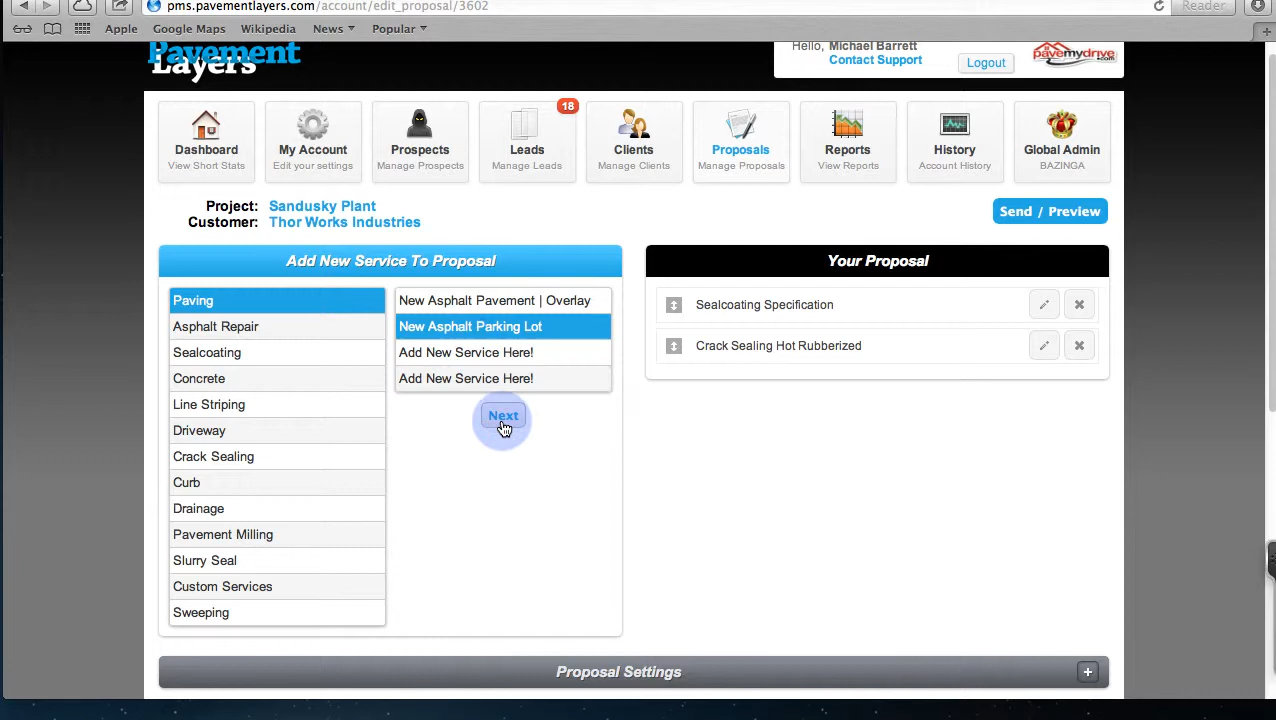 pms.pavementlayers.com/account/edit_proposal/3602
Reader
Apple Google Maps Wikipedia News Popular
Pavement
Layers
Hello, Michael Barrett
Contact Support
Logout
pavemydrive.com
18
Dashboard
View Short Stats
My Account
Edit your settings
Prospects
Manage Prospects
Leads
Manage Leads
Clients
Manage Clients
Proposals
Manage Proposals
Reports
View Reports
History
Account History
Global Admin
BAZINGA
Project: Sandusky Plant
Customer: Thor Works Industries
Send / Preview
Add New Service To Proposal
Paving
Asphalt Repair
Sealcoating
Concrete
Line Striping
Driveway
Crack Sealing
Curb
Drainage
Pavement Milling
Slurry Seal
Custom Services
Sweeping
New Asphalt Pavement | Overlay
New Asphalt Parking Lot
Add New Service Here!
Add New Service Here!
Next
Your Proposal
Sealcoating Specification
Crack Sealing Hot Rubberized
Proposal Settings